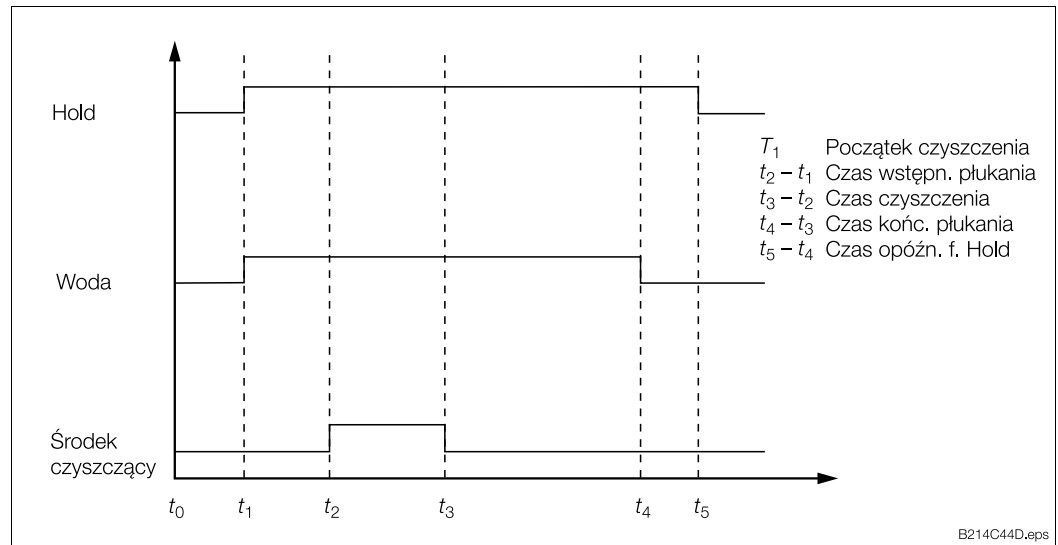 Hold
Woda
Środek
czyszczący
T1 Początek czyszczenia
t2 – t1 Czas wstępn. płukania
t3 – t2 Czas czyszczenia
t4 – t3 Czas końc. płukania
t5 – t4 Czas opóźn. f. Hold
t0 t1 t2 t3 t4 t5
B214C44D.eps